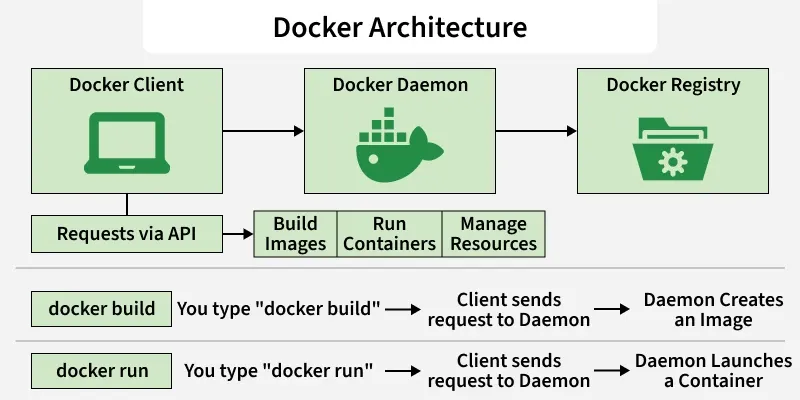 Docker Architecture
Docker Client
Docker Daemon
Docker Registry
Requests via API
Build
Images
Run
Containers
Manage
Resources
docker build
You type "docker build"
Client sends
request to Daemon
Daemon Creates
an Image
docker run
You type "docker run"
Client sends
request to Daemon
Daemon Launches
a Container